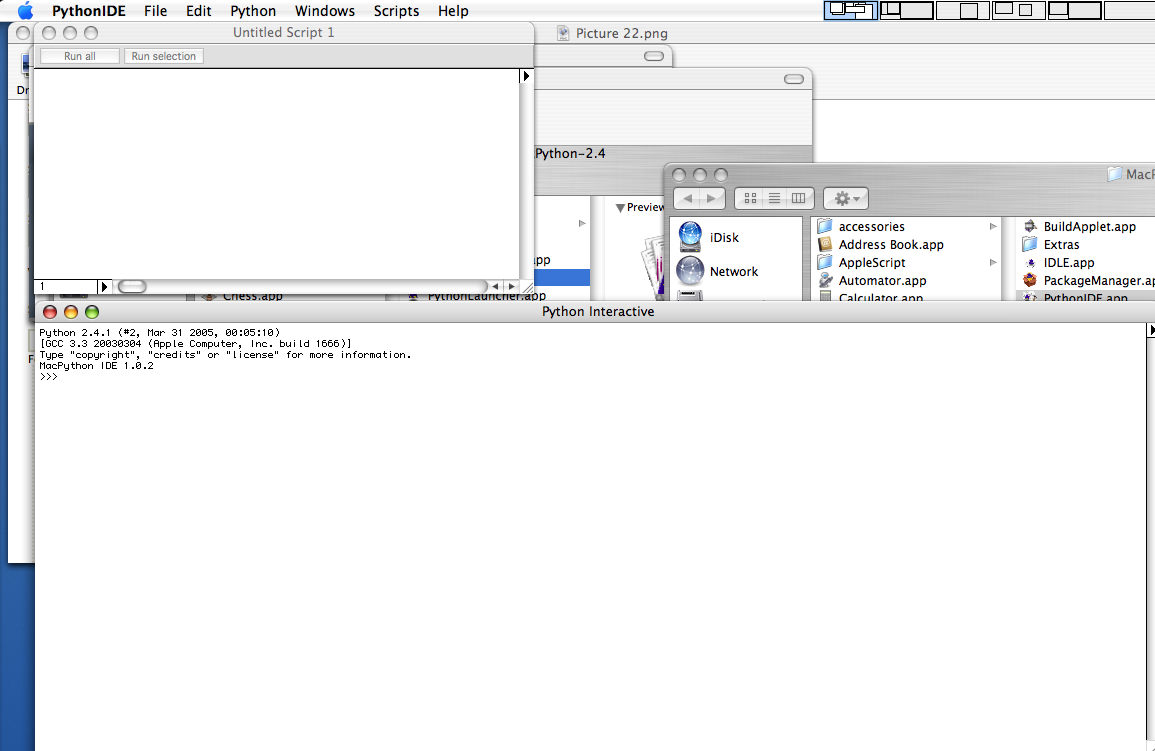 PythonIDE File Edit Python Windows Scripts Help
Untitled Script 1
Picture 22.png
Run all Run selection
Python-2.4
Preview
iDisk
Network
accessories
Address Book.app
AppleScript
Automator.app
Calculator.app
BuildApplet.app
Extras
IDLE.app
PackageManager.ap
PythonIDE.app
1
Chess.app
PythonLauncher.app
Python Interactive
Python 2.4.1 (#2, Mar 31 2005, 00:05:10)
[GCC 3.3 20030304 (Apple Computer, Inc. build 1666)]
Type "copyright", "credits" or "license" for more information.
MacPython IDE 1.0.2
>>>